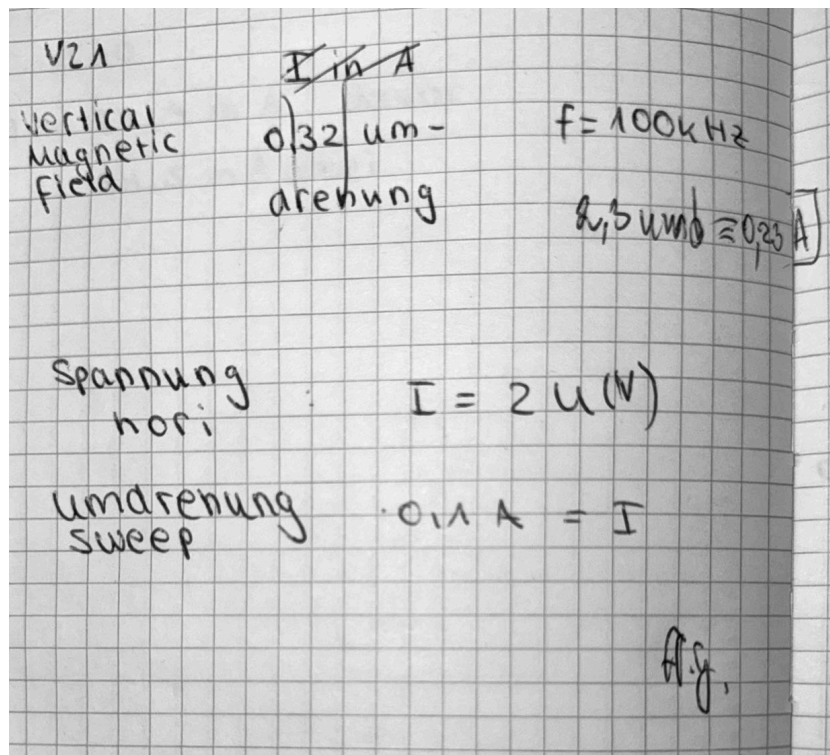 V21
I in A
vertical
Magnetic
field
0,32 um-
drehung
f = 100kHz
2,3 umd ≙ 0,23 A
Spannung
hori
: I = 2 U (V)
umdrehung
sweep
· 0,1 A = I